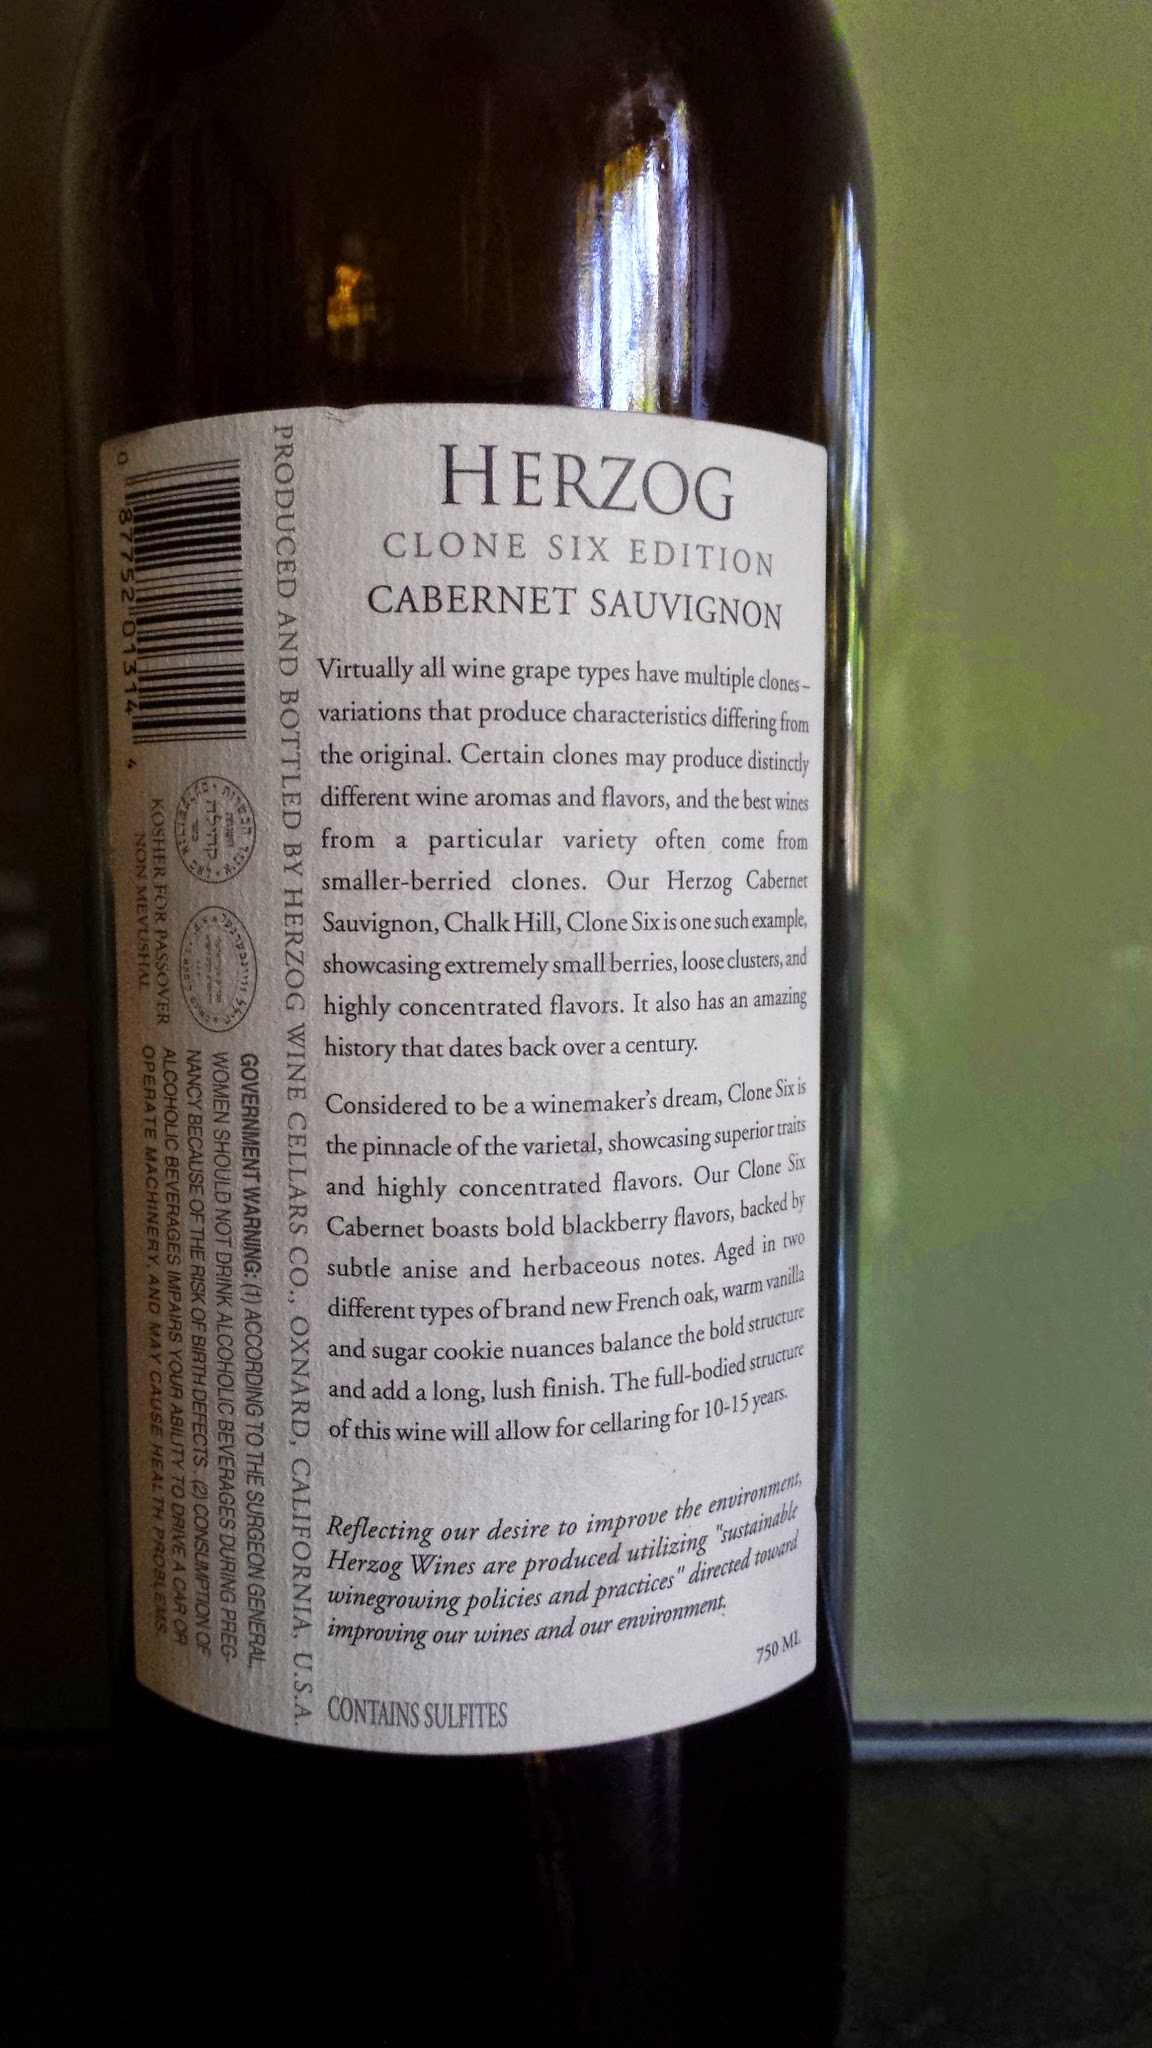 HERZOG
CLONE SIX EDITION
CABERNET SAUVIGNON
Virtually all wine grape types have multiple clones–
variations that produce characteristics differing from
the original. Certain clones may produce distinctly
different wine aromas and flavors, and the best wines
from a particular variety often come from
smaller-berried clones. Our Herzog Cabernet
Sauvignon, Chalk Hill, Clone Six is one such example,
showcasing extremely small berries, loose clusters, and
highly concentrated flavors. It also has an amazing
history that dates back over a century.
Considered to be a winemaker's dream, Clone Six is
the pinnacle of the varietal, showcasing superior traits
and highly concentrated flavors. Our Clone Six
Cabernet boasts bold blackberry flavors, backed by
subtle anise and herbaceous notes. Aged in two
different types of brand new French oak, warm vanilla
and sugar cookie nuances balance the bold structure
and add a long, lush finish. The full-bodied structure
of this wine will allow for cellaring for 10-15 years.
Reflecting our desire to improve the environment,
Herzog Wines are produced utilizing "sustainable
winegrowing policies and practices" directed toward
improving our wines and our environment.
750 ML
CONTAINS SULFITES
PRODUCED AND BOTTLED BY HERZOG WINE CELLARS CO., OXNARD, CALIFORNIA, U.S.A.
0 87752 01314 4
KOSHER FOR PASSOVER
NON MEVUSHAL
GOVERNMENT WARNING: (1) ACCORDING TO THE SURGEON GENERAL,
WOMEN SHOULD NOT DRINK ALCOHOLIC BEVERAGES DURING PREG-
NANCY BECAUSE OF THE RISK OF BIRTH DEFECTS. (2) CONSUMPTION OF
ALCOHOLIC BEVERAGES IMPAIRS YOUR ABILITY TO DRIVE A CAR OR
OPERATE MACHINERY, AND MAY CAUSE HEALTH PROBLEMS.